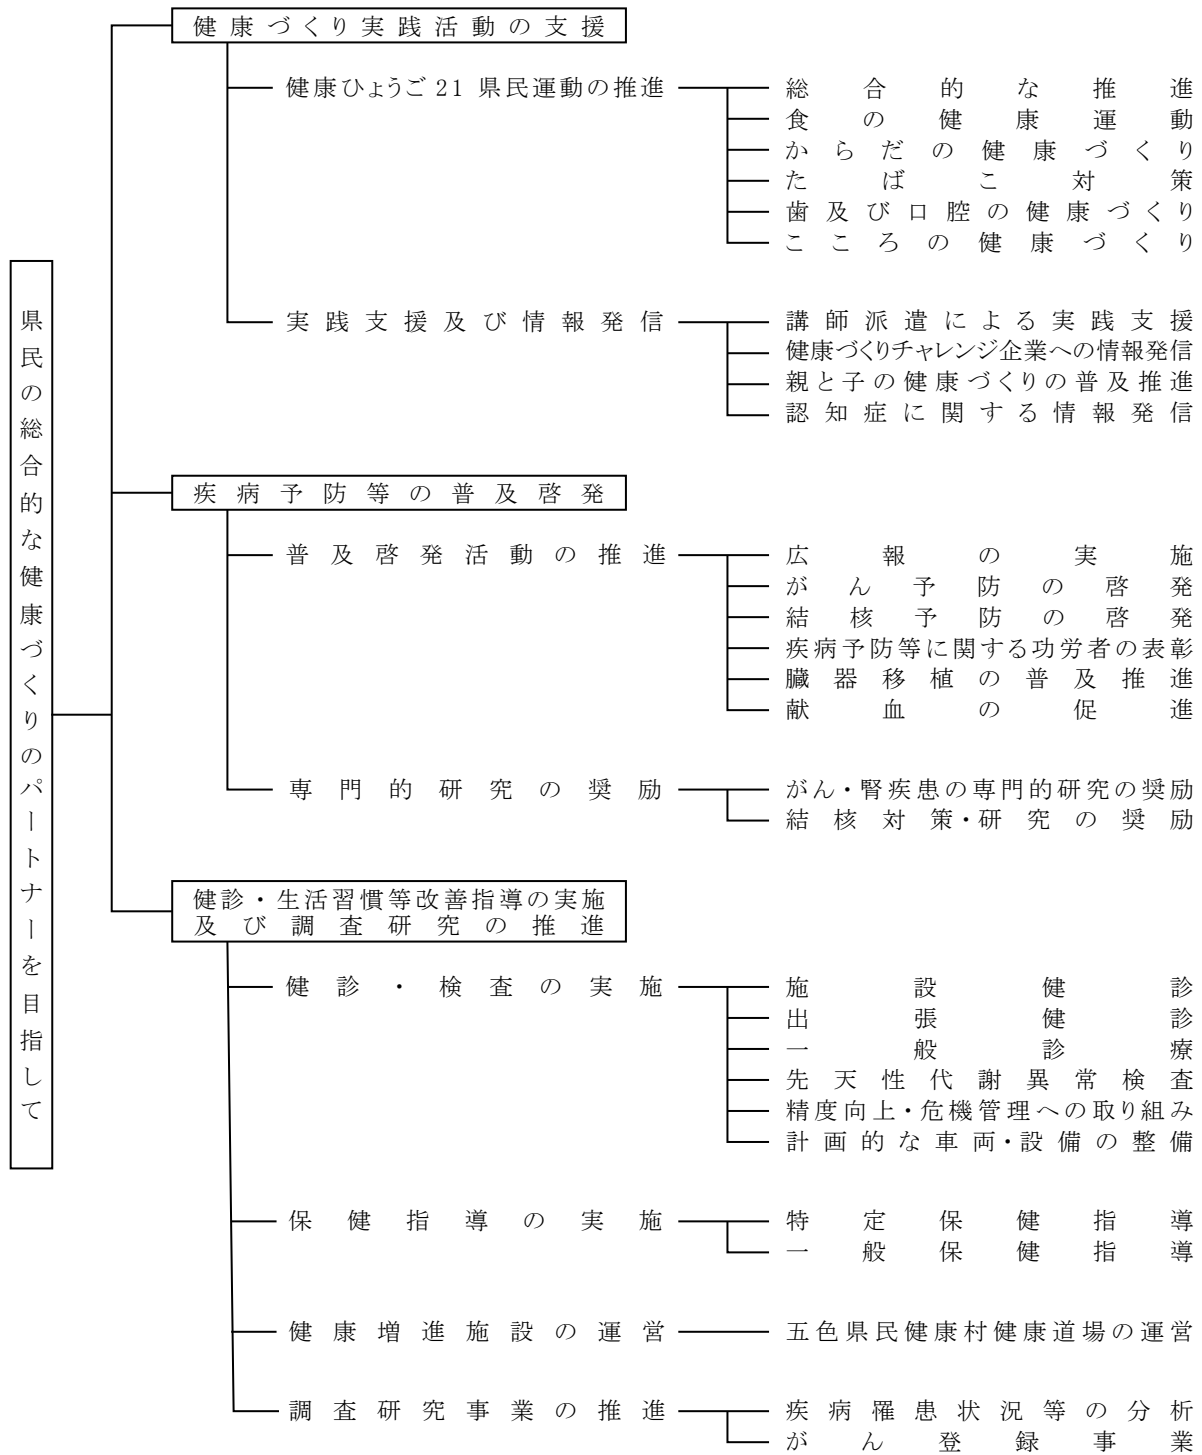 県民の総合的な健康づくりのパートナーを目指して
健康づくり実践活動の支援
健康ひょうご21 県民運動の推進
総合的な推進
食の健康運動
からだの健康づくり
たばこ対策
歯及び口腔の健康づくり
こころの健康づくり
実践支援及び情報発信
講師派遣による実践支援
健康づくりチャレンジ企業への情報発信
親と子の健康づくりの普及推進
認知症に関する情報発信
疾病予防等の普及啓発
普及啓発活動の推進
広報の実施
がん予防の啓発
結核予防の啓発
疾病予防等に関する功労者の表彰
臓器移植の普及推進
献血の促進
専門的研究の奨励
がん・腎疾患の専門的研究の奨励
結核対策・研究の奨励
健診・生活習慣等改善指導の実施
及び調査研究の推進
健診・検査の実施
施設健診
出張健診
一般診療
先天性代謝異常検査
精度向上・危機管理への取り組み
計画的な車両・設備の整備
保健指導の実施
特定保健指導
一般保健指導
健康増進施設の運営
五色県民健康村健康道場の運営
調査研究事業の推進
疾病罹患状況等の分析
がん登録事業